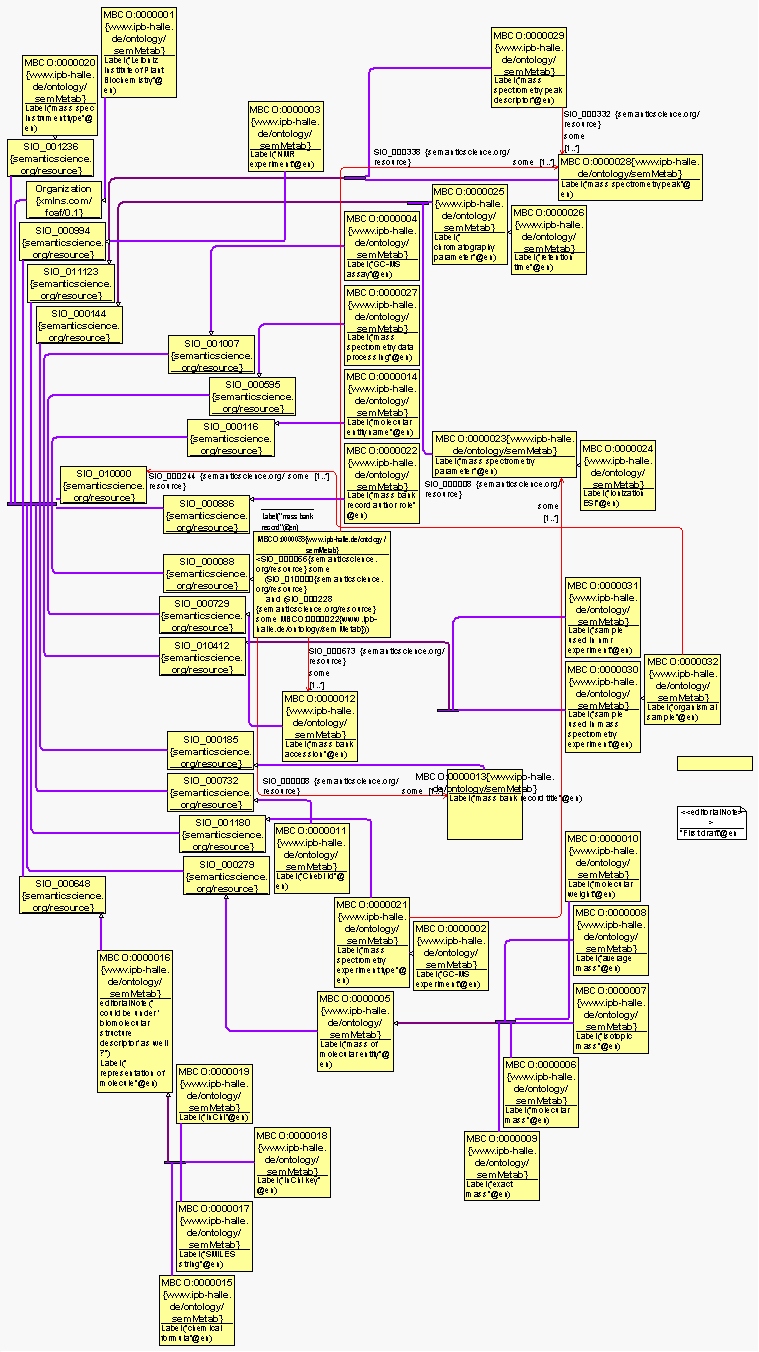 MBCO:0000001
{www.ipb-halle.
de/ontology/
semMetab}
Label("Leibniz
Institute of Plant
Biochemistry"@
en)
MBCO:0000020
{www.ipb-halle.
de/ontology/
semMetab}
Label("mass spec
instrument type"@
en)
MBCO:0000029
{www.ipb-halle.
de/ontology/
semMetab}
Label("mass
spectrometry peak
descriptor"@en)
MBCO:0000003
{www.ipb-halle.
de/ontology/
semMetab}
Label("NMR
experiment"@en)
SIO_000332 {semanticscience.org/
resource}
some
[1..*]
SIO_001236
{semanticscience.
org/resource}
SIO_000338 {semanticscience.org/
resource}
some [1..*]
MBCO:0000028{www.ipb-halle.
de/ontology/semMetab}
Label("mass spectrometry peak"@
en)
Organization
{xmlns.com/
foaf/0.1}
MBCO:0000025
{www.ipb-halle.
de/ontology/
semMetab}
Label("
chromatography
parameter"@en)
MBCO:0000026
{www.ipb-halle.
de/ontology/
semMetab}
Label("retention
time"@en)
MBCO:0000004
{www.ipb-halle.
de/ontology/
semMetab}
Label("GC-MS
assay"@en)
SIO_000994
{semanticscience.
org/resource}
SIO_011123
{semanticscience.
org/resource}
SIO_000144
{semanticscience.
org/resource}
MBCO:0000027
{www.ipb-halle.
de/ontology/
semMetab}
Label("mass
spectrometry data
processing"@en)
SIO_001007
{semanticscience.
org/resource}
SIO_000595
{semanticscience.
org/resource}
MBCO:0000014
{www.ipb-halle.
de/ontology/
semMetab}
Label("molecular
entity name"@en)
SIO_000116
{semanticscience.
org/resource}
MBCO:0000023{www.ipb-halle.
de/ontology/semMetab}
Label("mass spectrometry
parameter"@en)
MBCO:0000024
{www.ipb-halle.
de/ontology/
semMetab}
Label("Ionization
ESI"@en)
MBCO:0000022
{www.ipb-halle.
de/ontology/
semMetab}
Label("mass bank
record author role"
@en)
SIO_010000
{semanticscience.
org/resource}
SIO_000244 {semanticscience.org/ some [1..*]
resource}
SIO_000008 {semanticscience.org/
resource}
some
[1..*]
SIO_000886
{semanticscience.
org/resource}
label("mass bank
record"@en)
MBCO:0000033{www.ipb-halle.de/ontology/
semMetab}
<SIO_000066{semanticscience.
org/resource} some
(SIO_010000{semanticscience.
org/resource}
and (SIO_000228
{semanticscience.org/resource}
some MBCO:0000022{www.ipb-
halle.de/ontology/semMetab}))
SIO_000088
{semanticscience.
org/resource}
SIO_000729
{semanticscience.
org/resource}
SIO_010412
{semanticscience.
org/resource}
MBCO:0000031
{www.ipb-halle.
de/ontology/
semMetab}
Label("sample
used in nmr
experiment"@en)
SIO_000673 {semanticscience.org/
resource}
some
[1..*]
MBCO:0000030
{www.ipb-halle.
de/ontology/
semMetab}
Label("sample
used in mass
spectrometry
experiment"@en)
MBCO:0000032
{www.ipb-halle.
de/ontology/
semMetab}
Label("organismal
sample"@en)
MBCO:0000012
{www.ipb-halle.
de/ontology/
semMetab}
Label("mass bank
accession"@en)
SIO_000185
{semanticscience.
org/resource}
SIO_000732
{semanticscience.
org/resource}
SIO_000008 {semanticscience.org/
resource}
some [1..*]
MBCO:0000013{www.ipb-halle.
de/ontology/semMetab}
Label("mass bank record title"@en)
SIO_001180
{semanticscience.
org/resource}
MBCO:0000011
{www.ipb-halle.
de/ontology/
semMetab}
Label("Chebi Id"@
en)
<<editorialNote>
>
"First draft"@en
MBCO:0000010
{www.ipb-halle.
de/ontology/
semMetab}
Label("molecular
weight"@en)
SIO_000279
{semanticscience.
org/resource}
SIO_000648
{semanticscience.
org/resource}
MBCO:0000021
{www.ipb-halle.
de/ontology/
semMetab}
Label("mass
spectrometry
experiment type"@
en)
MBCO:0000002
{www.ipb-halle.
de/ontology/
semMetab}
Label("GC-MS
experiment"@en)
MBCO:0000008
{www.ipb-halle.
de/ontology/
semMetab}
Label("average
mass"@en)
MBCO:0000016
{www.ipb-halle.
de/ontology/
semMetab}
editorialNote("
could be under'
biomolecular
structure
descriptor' as well
?")
Label("
representation of
molecule"@en)
MBCO:0000007
{www.ipb-halle.
de/ontology/
semMetab}
Label("isotopic
mass"@en)
MBCO:0000005
{www.ipb-halle.
de/ontology/
semMetab}
Label("mass of
molecular entity"@
en)
MBCO:0000006
{www.ipb-halle.
de/ontology/
semMetab}
Label("molecular
mass"@en)
MBCO:0000019
{www.ipb-halle.
de/ontology/
semMetab}
Label("InChI"@en)
MBCO:0000018
{www.ipb-halle.
de/ontology/
semMetab}
Label("InChI key"
@en)
MBCO:0000009
{www.ipb-halle.
de/ontology/
semMetab}
Label("exact
mass"@en)
MBCO:0000017
{www.ipb-halle.
de/ontology/
semMetab}
Label("SMILES
string"@en)
MBCO:0000015
{www.ipb-halle.
de/ontology/
semMetab}
Label("chemical
formula"@en)